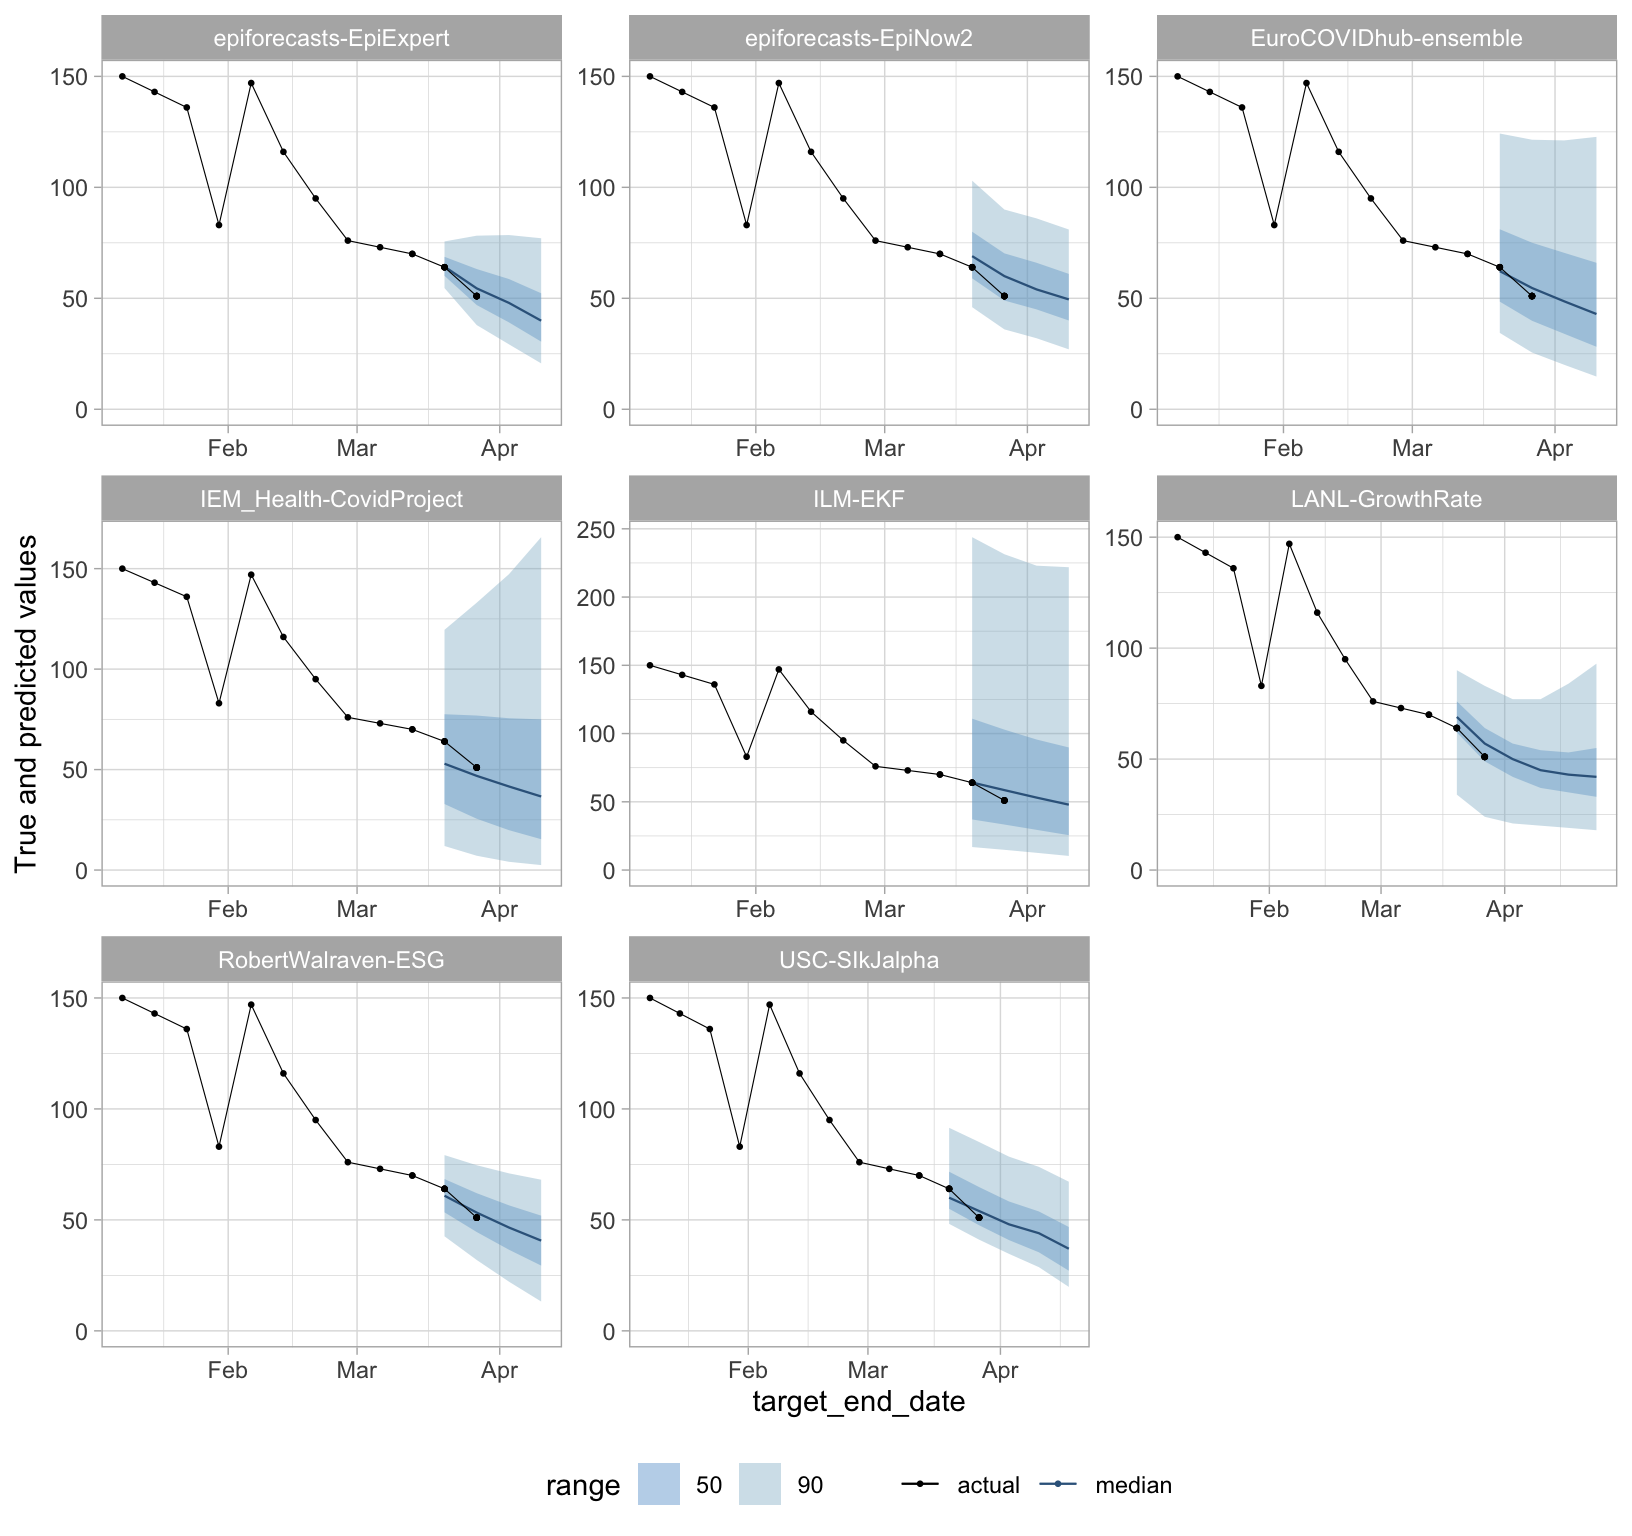 epiforecasts-EpiExpert
epiforecasts-EpiNow2
EuroCOVIDhub-ensemble
150
100
50
0
Feb Mar Apr
150
100
50
0
Feb Mar Apr
150
100
50
0
Feb Mar Apr
True and predicted values
IEM_Health-CovidProject
ILM-EKF
LANL-GrowthRate
150
100
50
0
Feb Mar Apr
250
200
150
100
50
0
Feb Mar Apr
150
100
50
0
Feb Mar Apr
RobertWalraven-ESG
USC-SIkJalpha
150
100
50
0
Feb Mar Apr
150
100
50
0
Feb Mar Apr
target_end_date
range 50 90 actual median